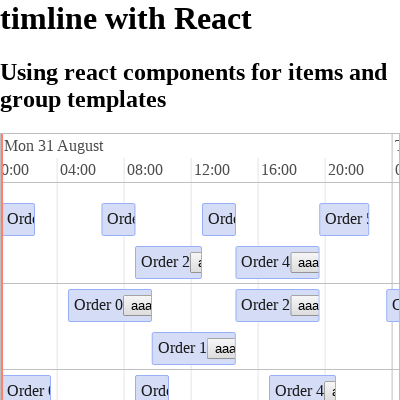 timline with React
Using react components for items and
group templates
Mon 31 August
0:00 04:00 08:00 12:00 16:00 20:00
Order 2
Order 4 aaa
Order 0 aaa Order 2 aaa
Order 1 aaa
Order 4